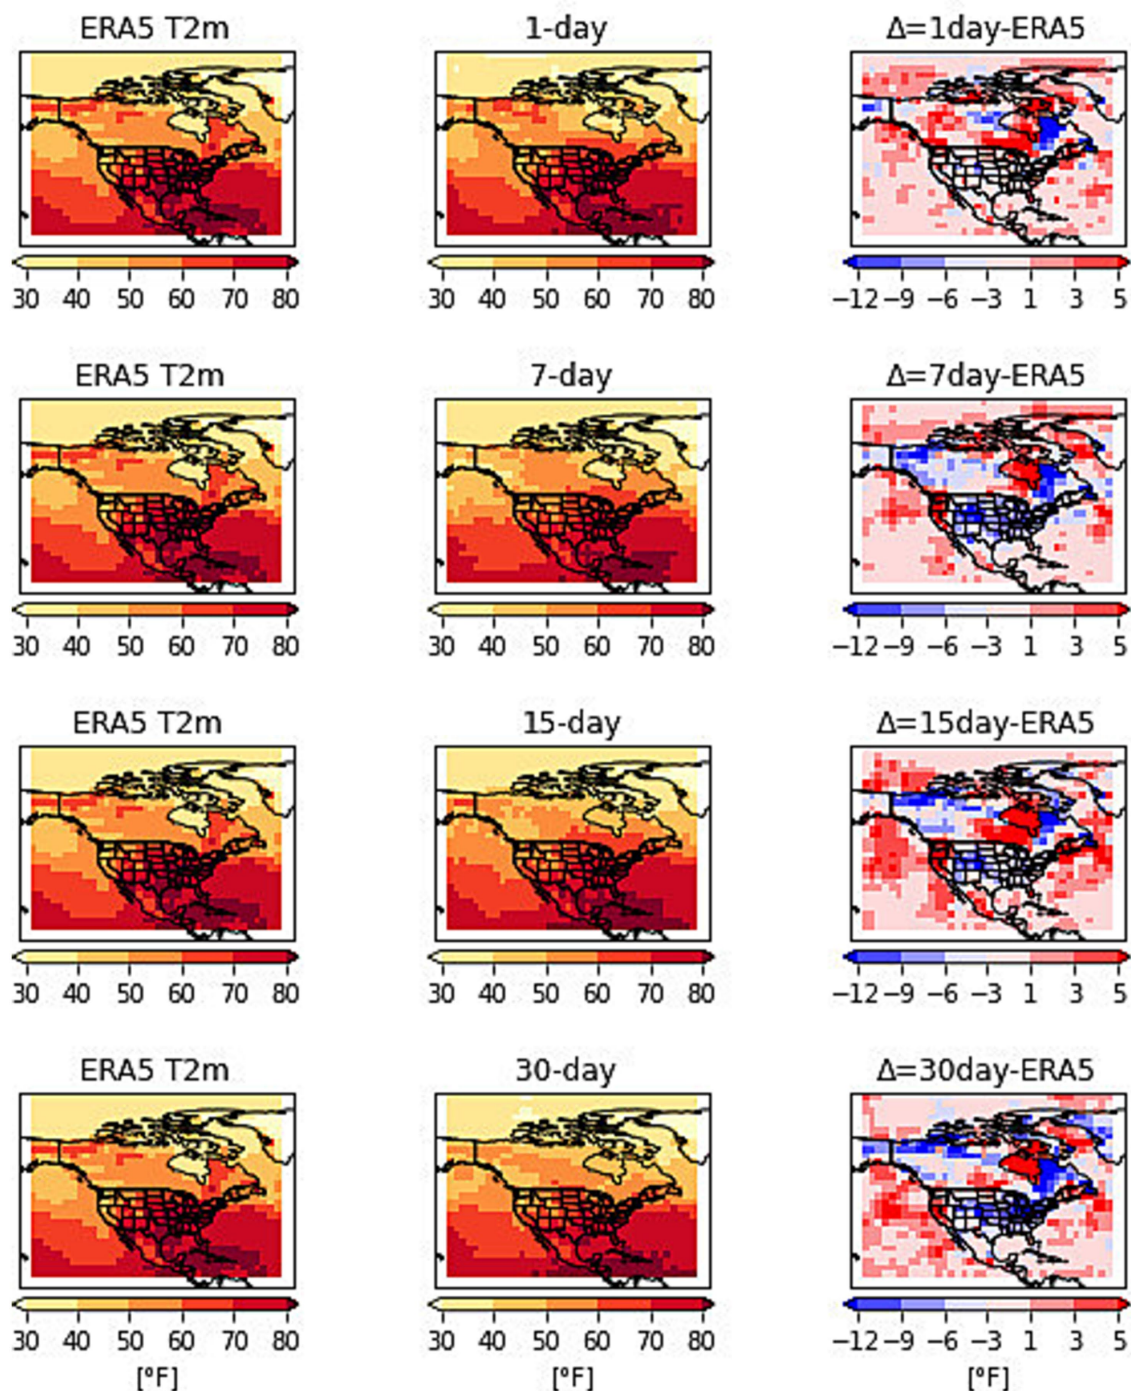 ERA5 T2m 1-day Δ=1day-ERA5
30 40 50 60 70 80 30 40 50 60 70 80 −12 −9 −6 −3 1 3 5
ERA5 T2m 7-day Δ=7day-ERA5
30 40 50 60 70 80 30 40 50 60 70 80 −12 −9 −6 −3 1 3 5
ERA5 T2m 15-day Δ=15day-ERA5
30 40 50 60 70 80 30 40 50 60 70 80 −12 −9 −6 −3 1 3 5
ERA5 T2m 30-day Δ=30day-ERA5
30 40 50 60 70 80 30 40 50 60 70 80 −12 −9 −6 −3 1 3 5
[°F] [°F] [°F]